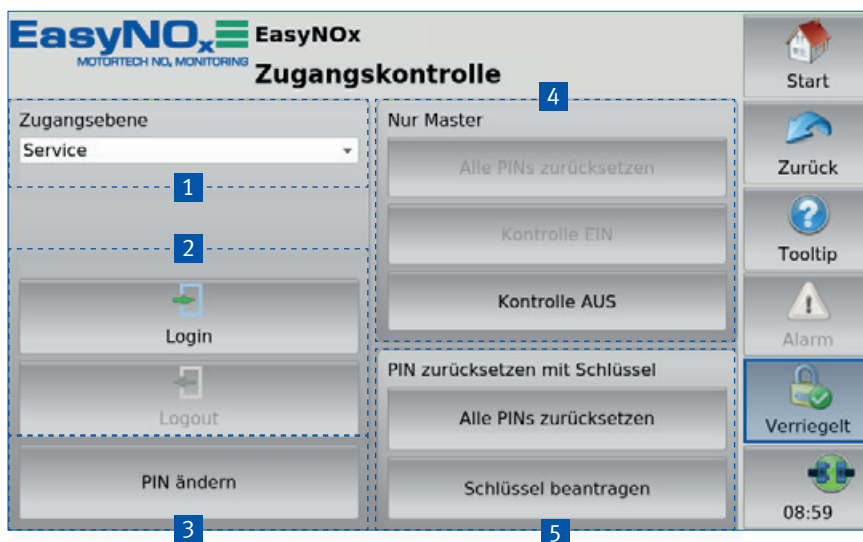 EasyNOx
MOTORTECH NOx MONITORING
EasyNOx
Zugangskontrolle
Zugangsebene
Service
1
2
Login
Logout
PIN ändern
3
4
Nur Master
Alle PINs zurücksetzen
Kontrolle EIN
Kontrolle AUS
PIN zurücksetzen mit Schlüssel
Alle PINs zurücksetzen
Schlüssel beantragen
5
Start
Zurück
?
Tooltip
!
Alarm
Verriegelt
08:59